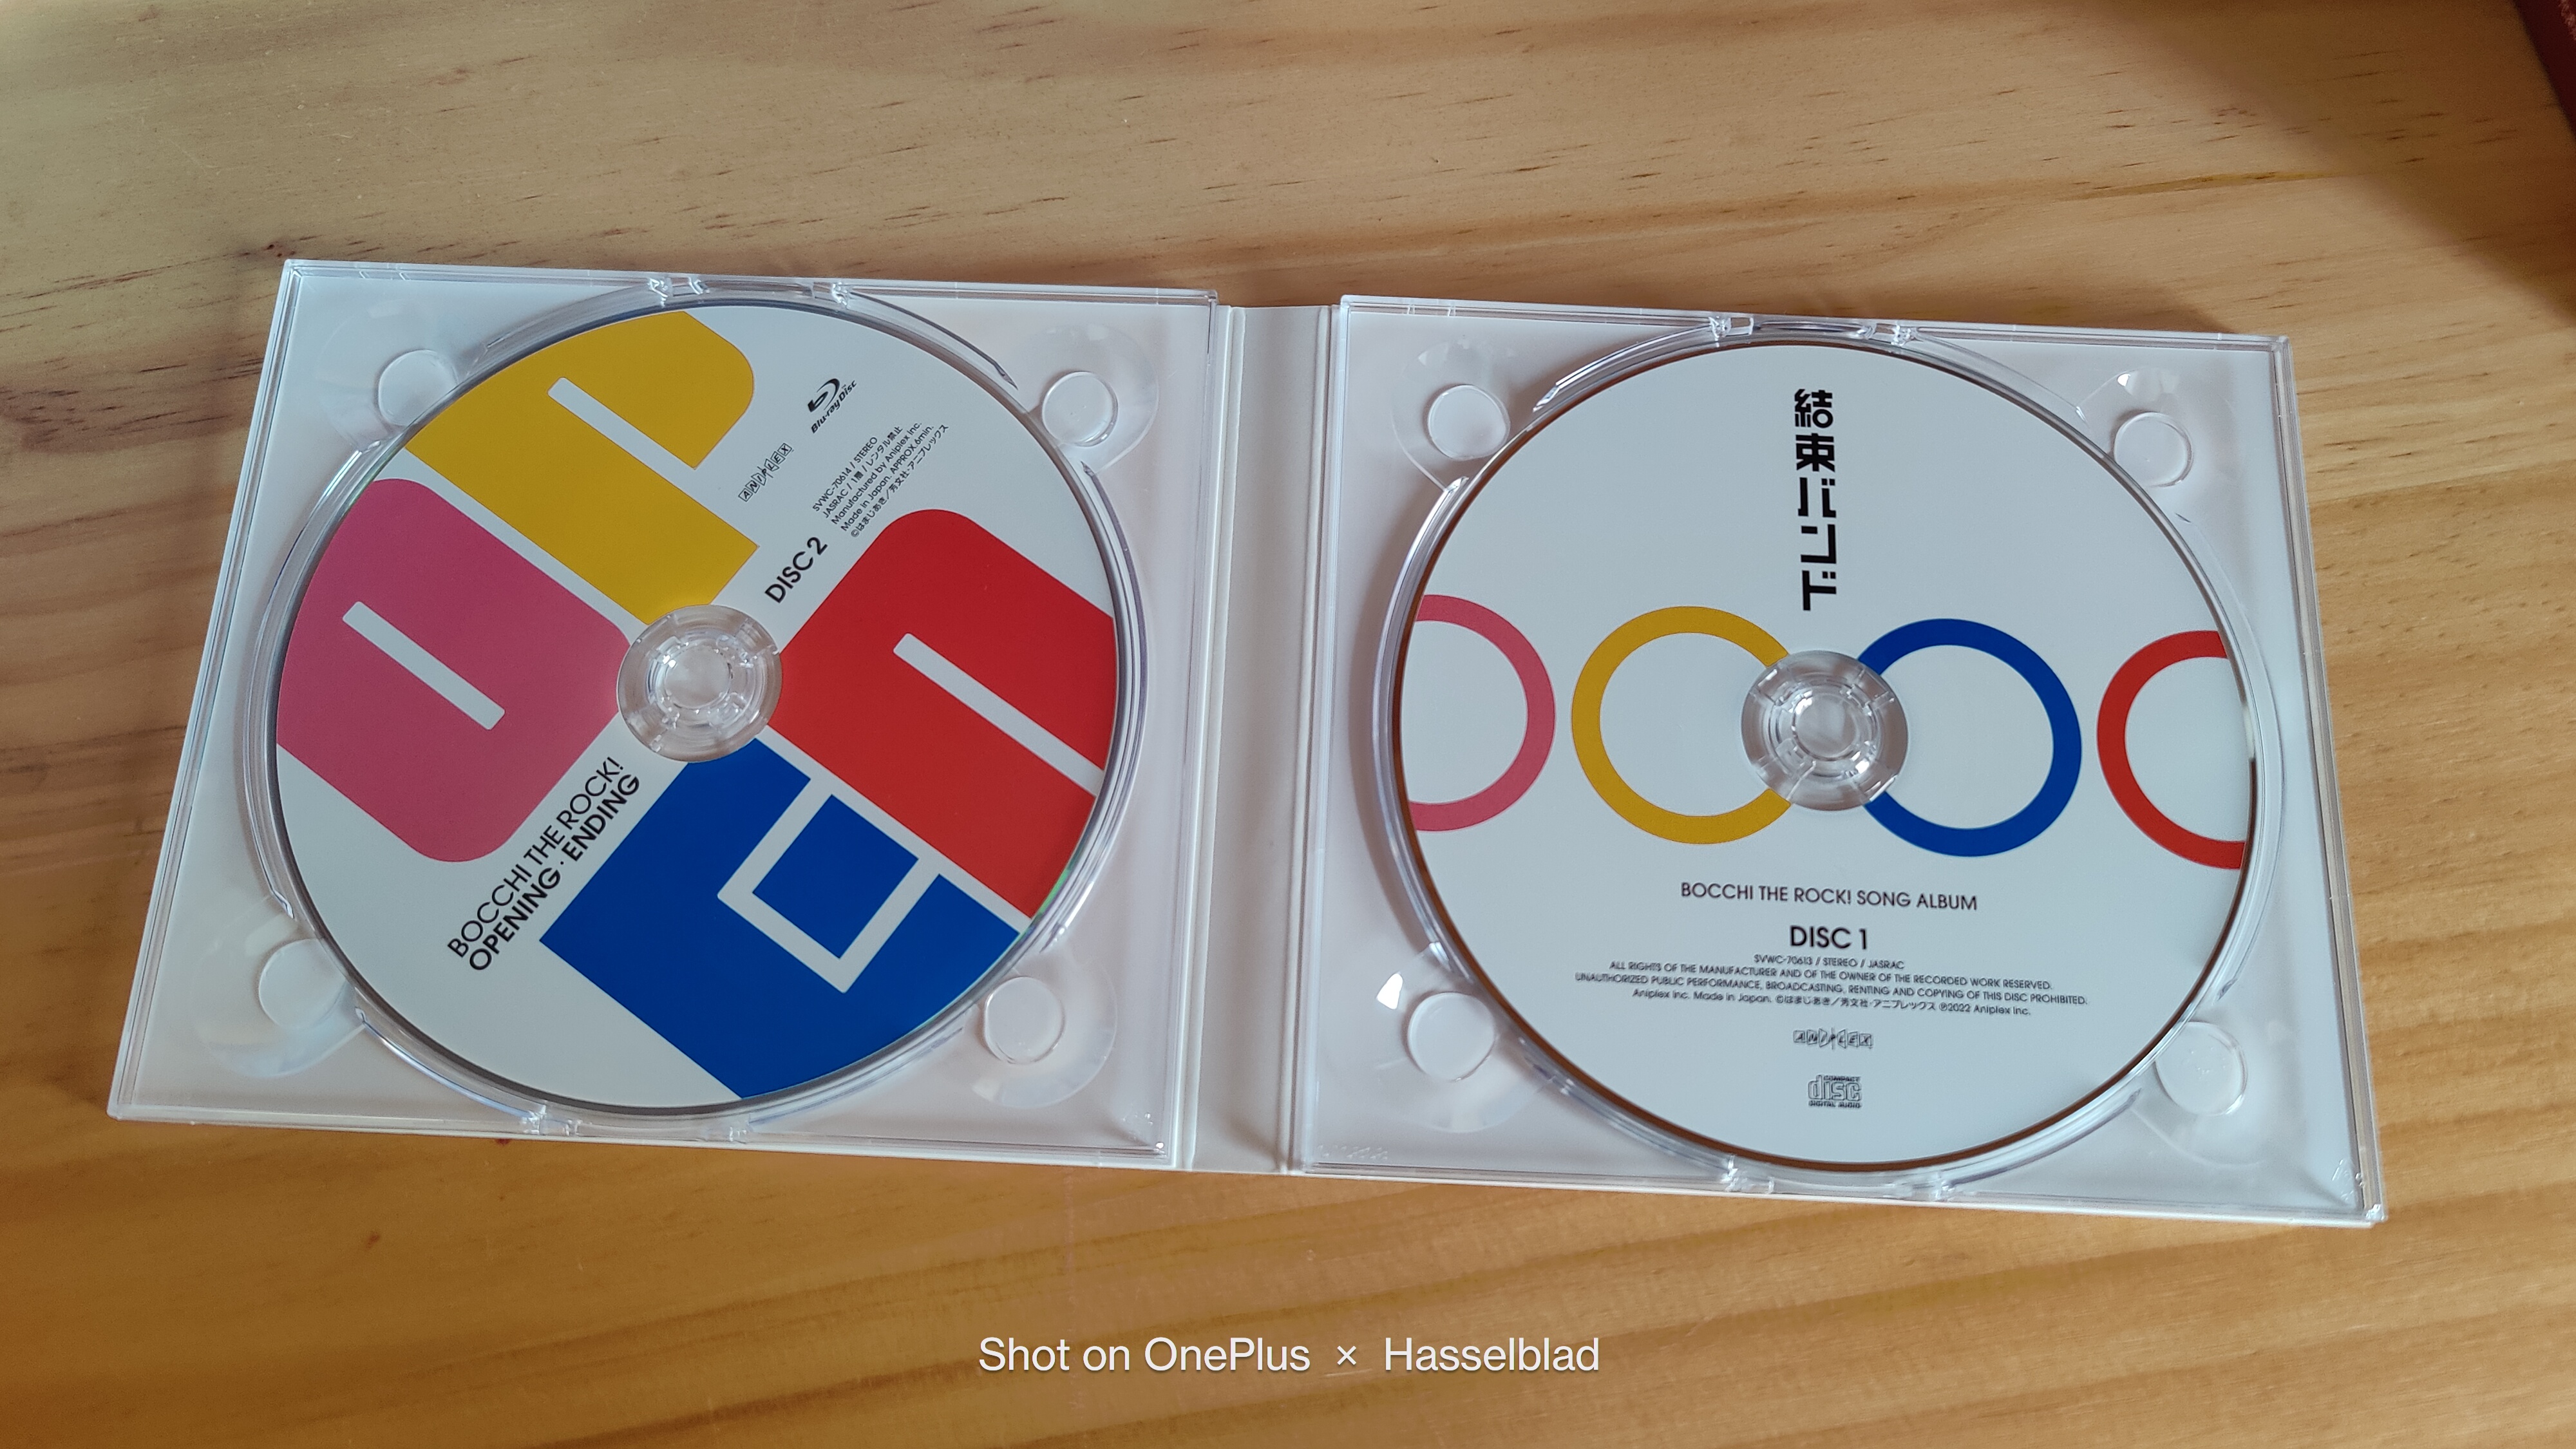 OP
ED
Blu-ray Disc
ANIPLEX
SVWC-70614 / STEREO
JASRAC / 1層 / レンタル禁止
Manufactured by Aniplex Inc.
Made in Japan. APPROX.6min.
©はまじあき／芳文社・アニプレックス
DISC 2
BOCCHI THE ROCK!
OPENING・ENDING
結束バンド
BOCCHI THE ROCK! SONG ALBUM
DISC 1
SVWC-70613 / STEREO / JASRAC
ALL RIGHTS OF THE MANUFACTURER AND OF THE OWNER OF THE RECORDED WORK RESERVED.
UNAUTHORIZED PUBLIC PERFORMANCE, BROADCASTING, RENTING AND COPYING OF THIS DISC PROHIBITED.
Aniplex Inc. Made in Japan. ©はまじあき／芳文社・アニプレックス ℗2022 Aniplex Inc.
ANIPLEX
COMPACT
disc
DIGITAL AUDIO
Shot on OnePlus × Hasselblad